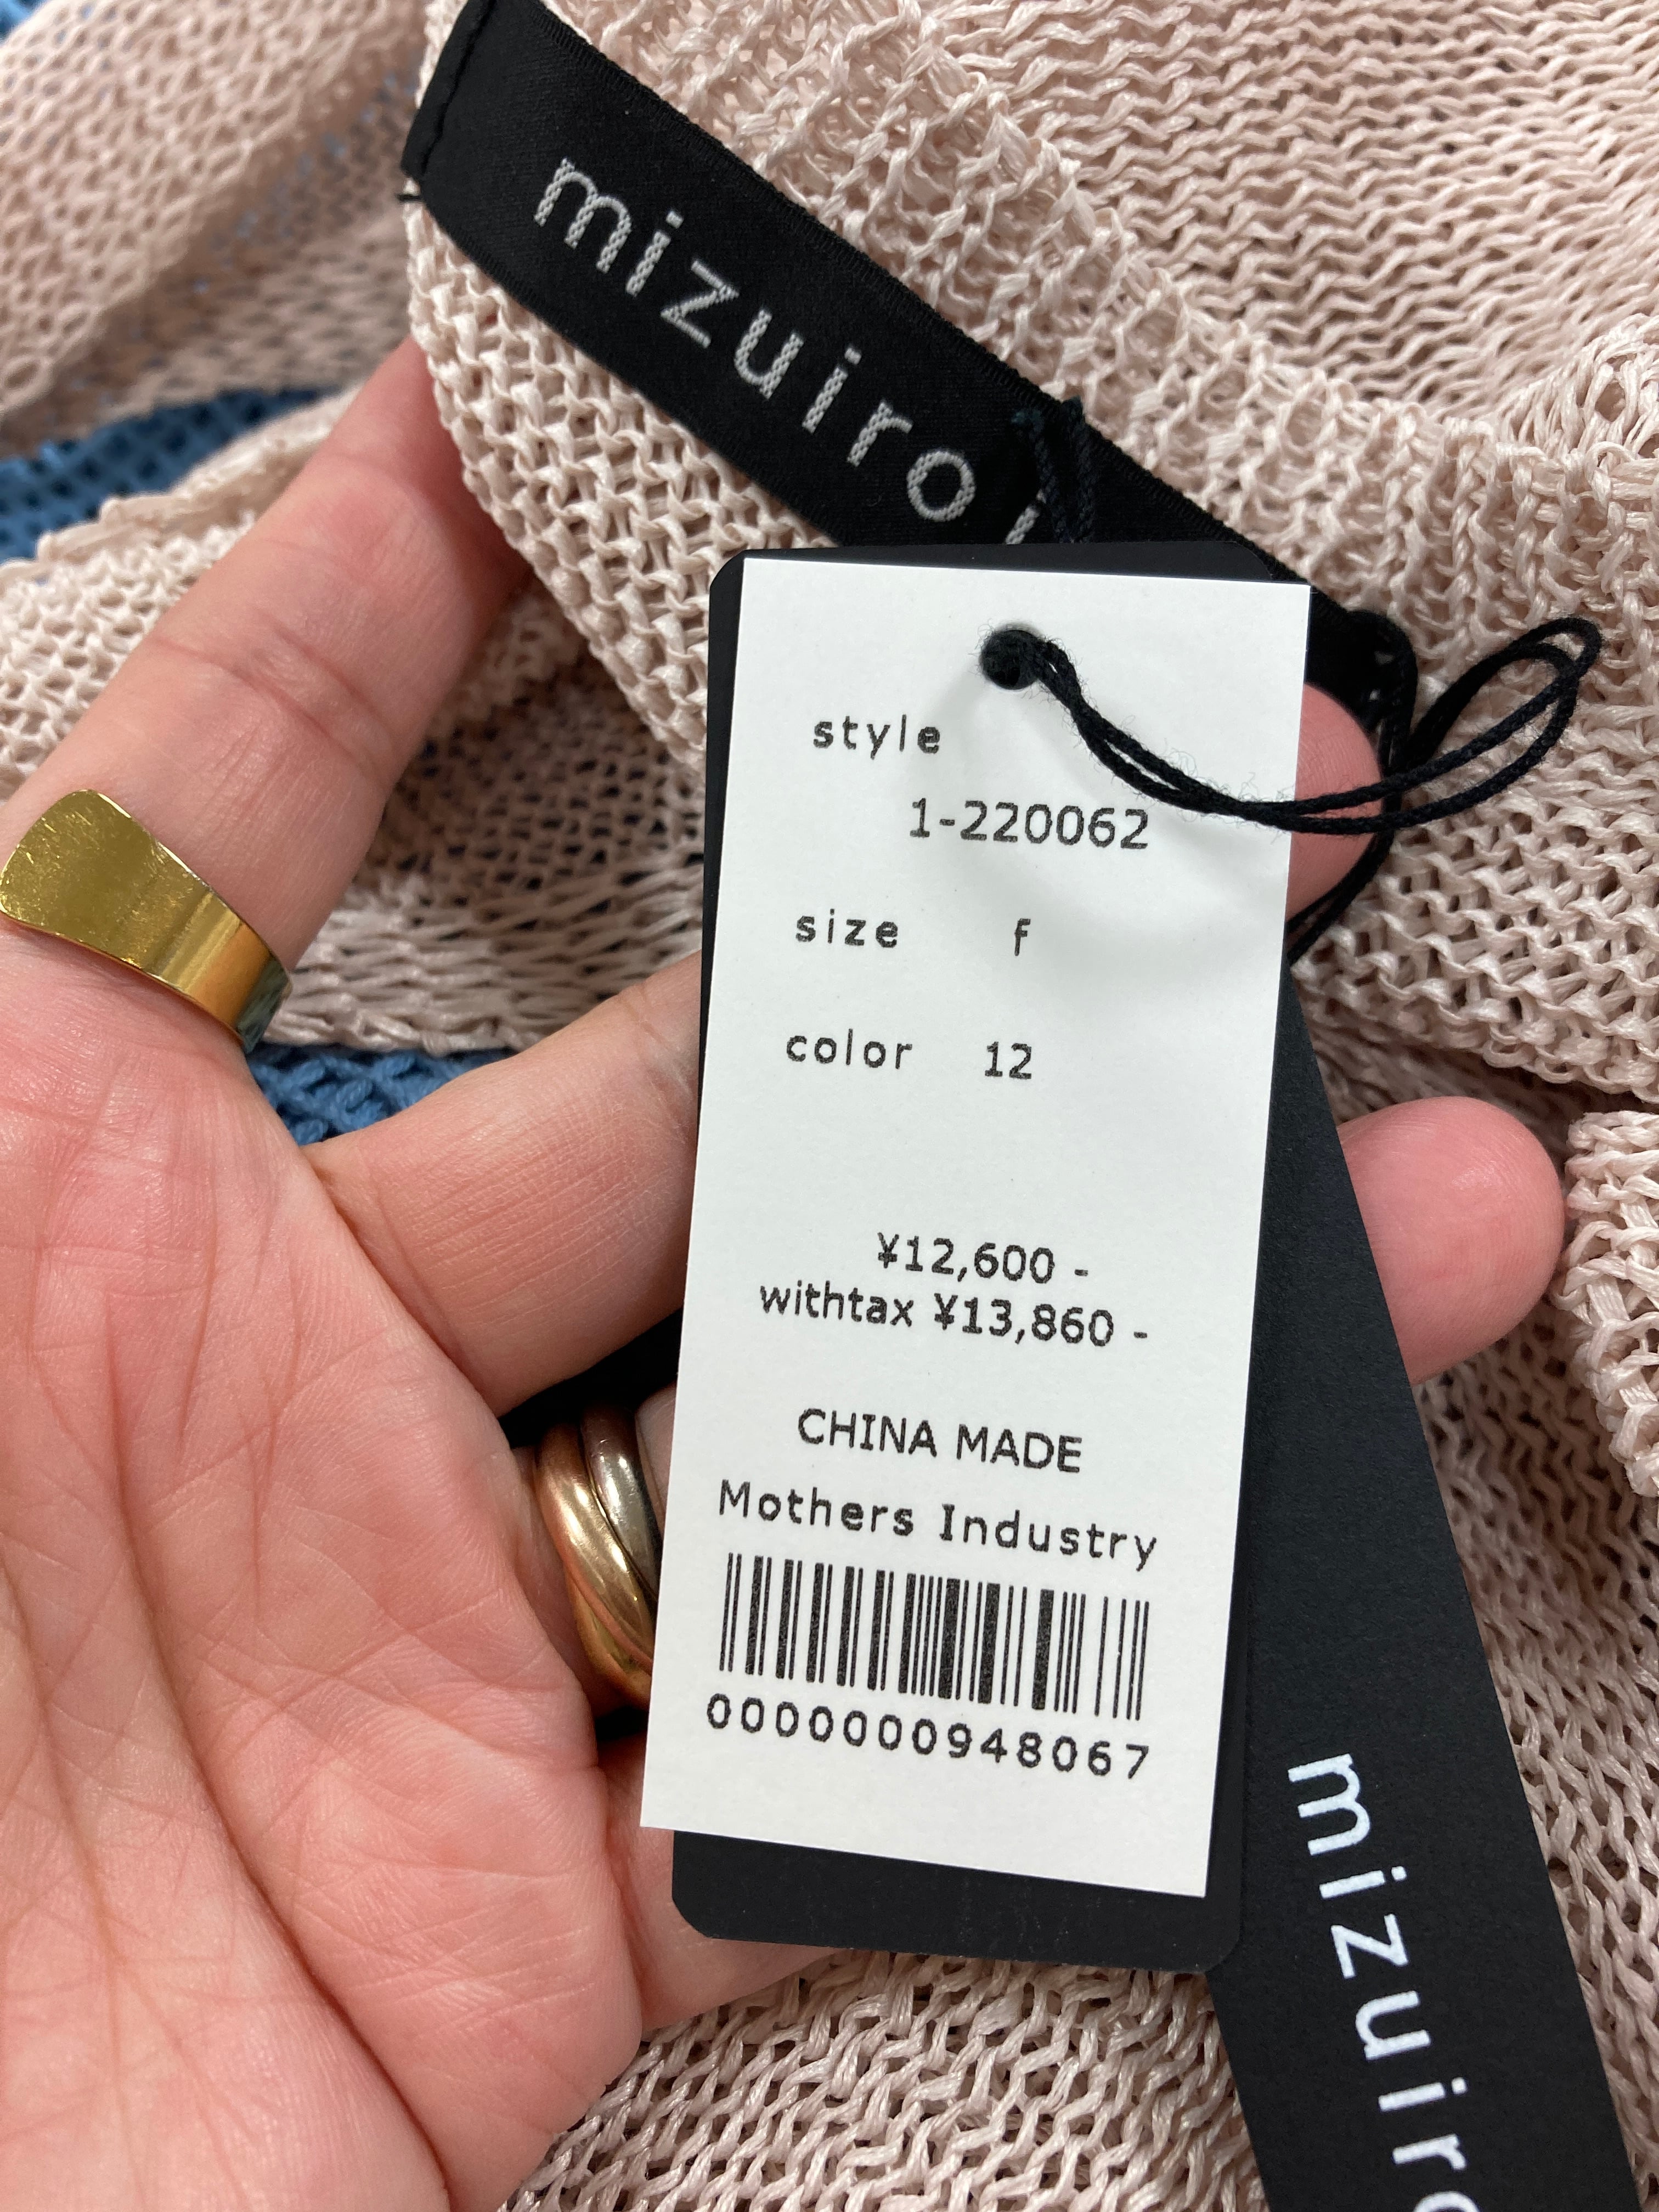 mizuiro
style
1-220062
size f
color 12
¥12,600 -
withtax ¥13,860 -
CHINA MADE
Mothers Industry
0000000948067
mizuiro